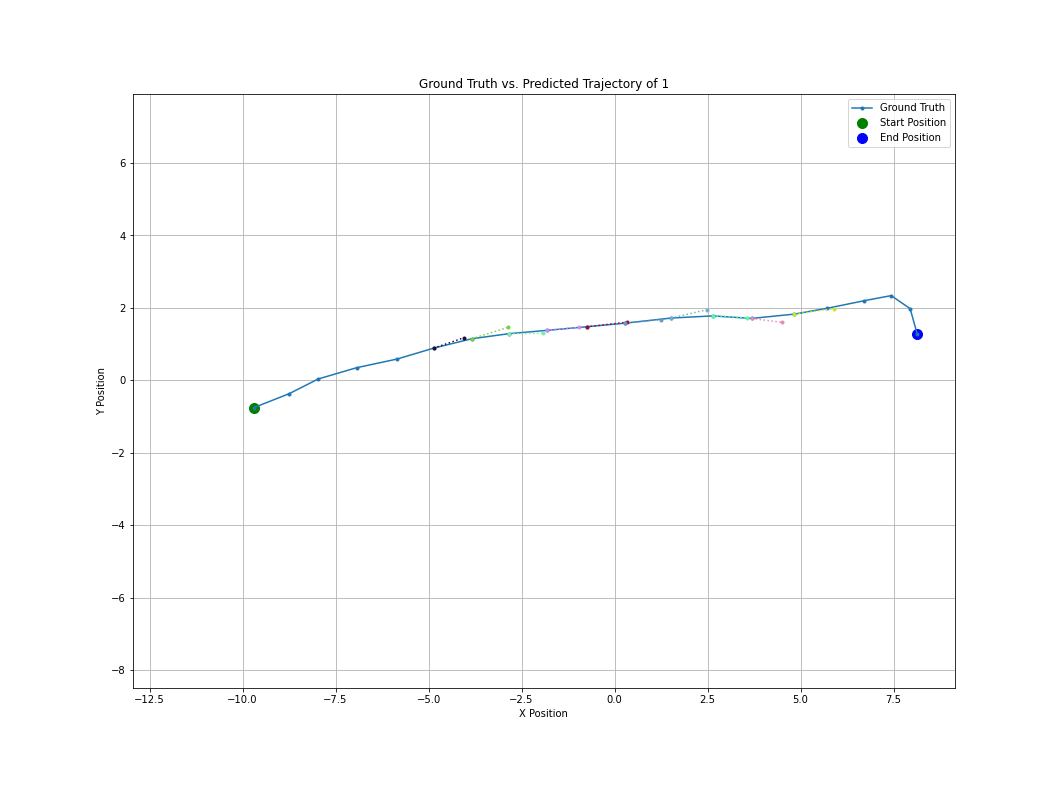 Ground Truth vs. Predicted Trajectory of 1
Ground Truth
Start Position
End Position
6
4
2
0
−2
−4
−6
−8
Y Position
−12.5
−10.0
−7.5
−5.0
−2.5
0.0
2.5
5.0
7.5
X Position